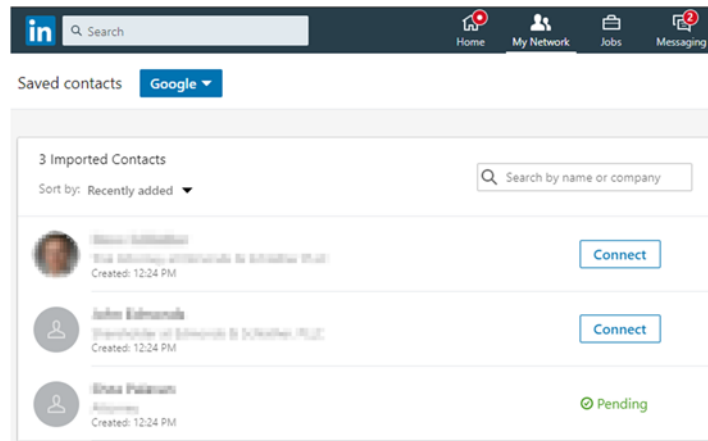 in Search
Home My Network Jobs 2 Messaging
Saved contacts Google
3 Imported Contacts
Sort by: Recently added
Search by name or company
Created: 12:24 PM
Connect
Created: 12:24 PM
Connect
Created: 12:24 PM
Pending